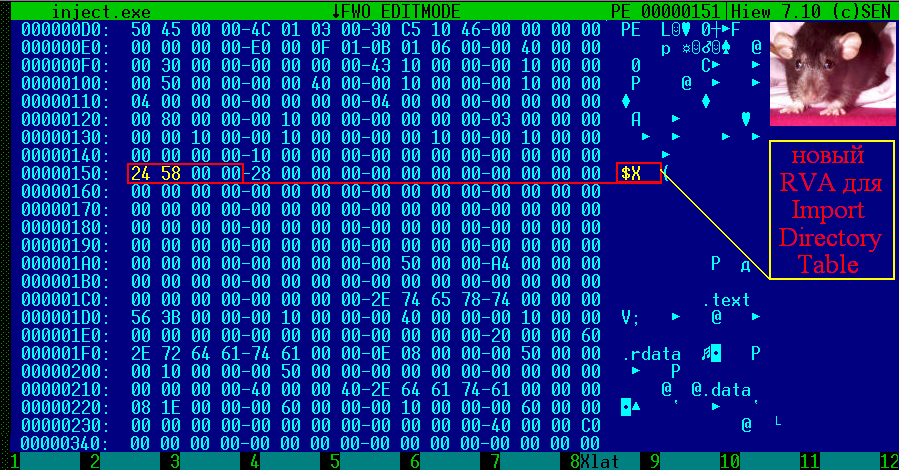 inject.exe ↓FWO EDITMODE PE 00000151|Hiew 7.10 (c)SEN
000000D0: 50 45 00 00-4C 01 03 00-30 C5 10 46-00 00 00 00 PE L☺♥ 0┼►F
000000E0: 00 00 00 00-E0 00 0F 01-0B 01 06 00-00 40 00 00 р ☼☺♂☺♠ @
000000F0: 00 30 00 00-00 00 00 00-43 10 00 00-00 10 00 00 0 C► ►
00000100: 00 50 00 00-00 00 40 00-00 10 00 00-00 10 00 00 P @ ► ►
00000110: 04 00 00 00-00 00 00 00-04 00 00 00-00 00 00 00 ♦ ♦
00000120: 00 80 00 00-00 10 00 00-00 00 00 00-03 00 00 00 А ► ♥
00000130: 00 00 10 00-00 10 00 00-00 00 10 00-00 10 00 00 ► ► ► ►
00000140: 00 00 00 00-10 00 00 00-00 00 00 00-00 00 00 00 ►
00000150: 24 58 00 00-28 00 00 00-00 00 00 00-00 00 00 00 $X (
00000160: 00 00 00 00-00 00 00 00-00 00 00 00-00 00 00 00
00000170: 00 00 00 00-00 00 00 00-00 00 00 00-00 00 00 00
00000180: 00 00 00 00-00 00 00 00-00 00 00 00-00 00 00 00
00000190: 00 00 00 00-00 00 00 00-00 00 00 00-00 00 00 00
000001A0: 00 00 00 00-00 00 00 00-00 50 00 00-A4 00 00 00 P д
000001B0: 00 00 00 00-00 00 00 00-00 00 00 00-00 00 00 00
000001C0: 00 00 00 00-00 00 00 00-2E 74 65 78-74 00 00 00 .text
000001D0: 56 3B 00 00-00 10 00 00-00 40 00 00-00 10 00 00 V; ► @ ►
000001E0: 00 00 00 00-00 00 00 00-00 00 00 00-20 00 00 60
000001F0: 2E 72 64 61-74 61 00 00-0E 08 00 00-00 50 00 00 .rdata ♫◘ P
00000200: 00 10 00 00-00 50 00 00-00 00 00 00-00 00 00 00 ► P
00000210: 00 00 00 00-40 00 00 40-2E 64 61 74-61 00 00 00 @ @.data
00000220: 08 1E 00 00-00 60 00 00-00 10 00 00-00 60 00 00 ◘▲ ` ► `
00000230: 00 00 00 00-00 00 00 00-00 00 00 00-40 00 00 C0 @ └
00000340: 00 00 00 00-00 00 00 00-00 00 00 00-00 00 00 00
1 2 3 4 5 6 7 8Xlat 9 10 11 12
новый
RVA для
Import
Directory
Table